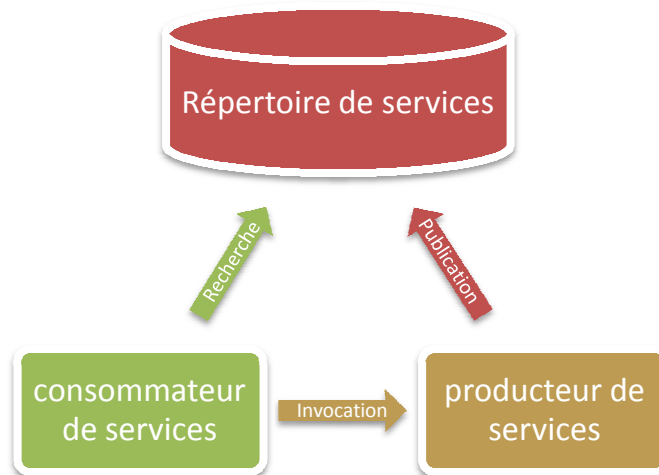 Répertoire de services
Recherche
Publication
consommateur
de services
Invocation
producteur de
services